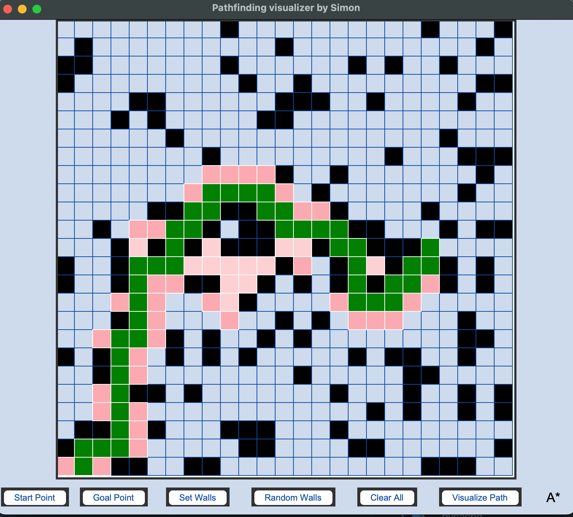 Pathfinding visualizer by Simon
Start Point
Goal Point
Set Walls
Random Walls
Clear All
Visualize Path
A*